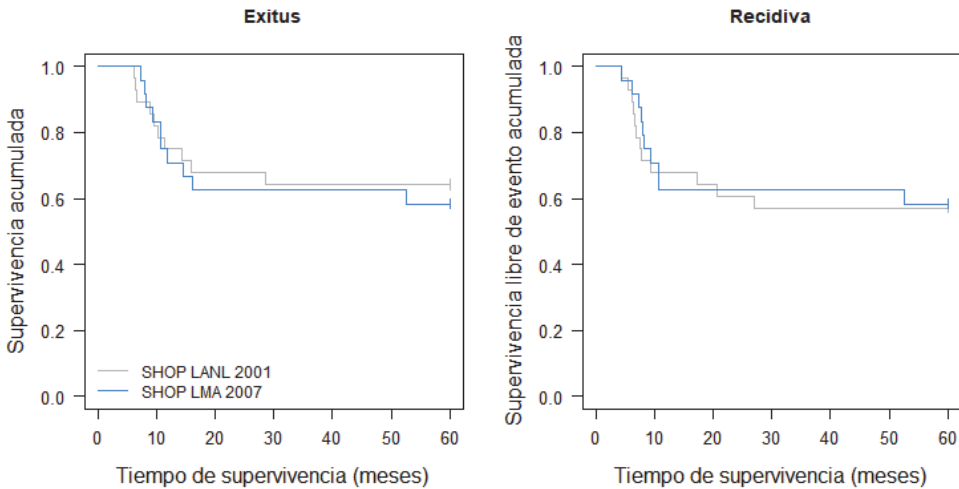 Exitus
Supervivencia acumulada
1.0
0.8
0.6
0.4
0.2
0.0
SHOP LANL 2001
SHOP LMA 2007
0 10 20 30 40 50 60
Tiempo de supervivencia (meses)
Recidiva
Supervivencia libre de evento acumulada
1.0
0.8
0.6
0.4
0.2
0.0
0 10 20 30 40 50 60
Tiempo de supervivencia (meses)